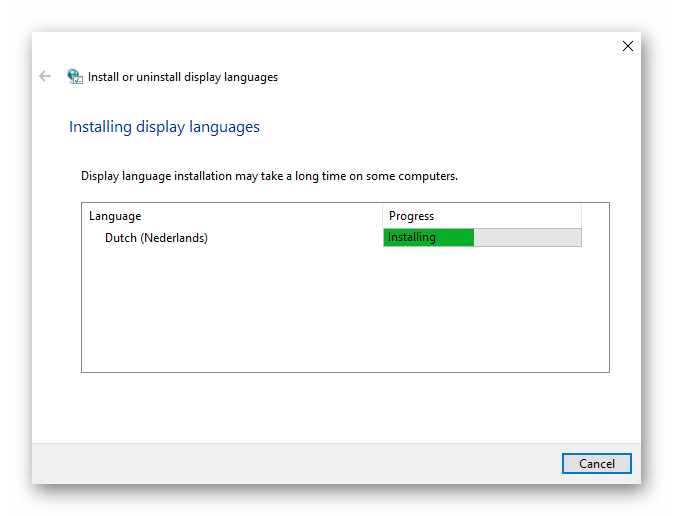 Install or uninstall display languages
Installing display languages
Display language installation may take a long time on some computers.
Language Progress
Dutch (Nederlands) Installing
Cancel